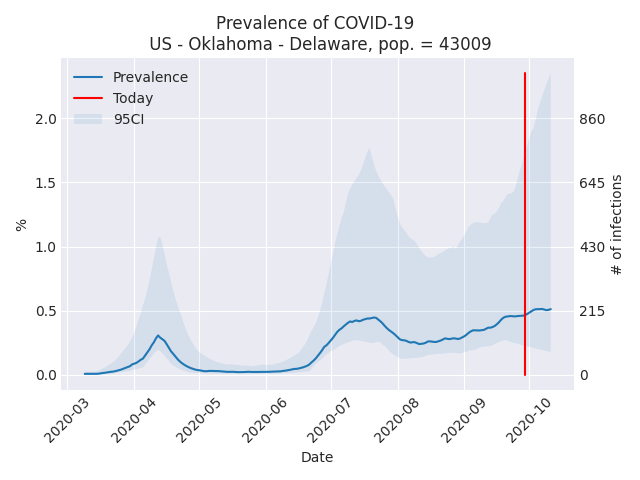 Prevalence of COVID-19
US - Oklahoma - Delaware, pop. = 43009
Prevalence
Today
95CI
2.0
1.5
1.0
0.5
0.0
%
860
645
430
215
0
# of infections
2020-03
2020-04
2020-05
2020-06
2020-07
2020-08
2020-09
2020-10
Date